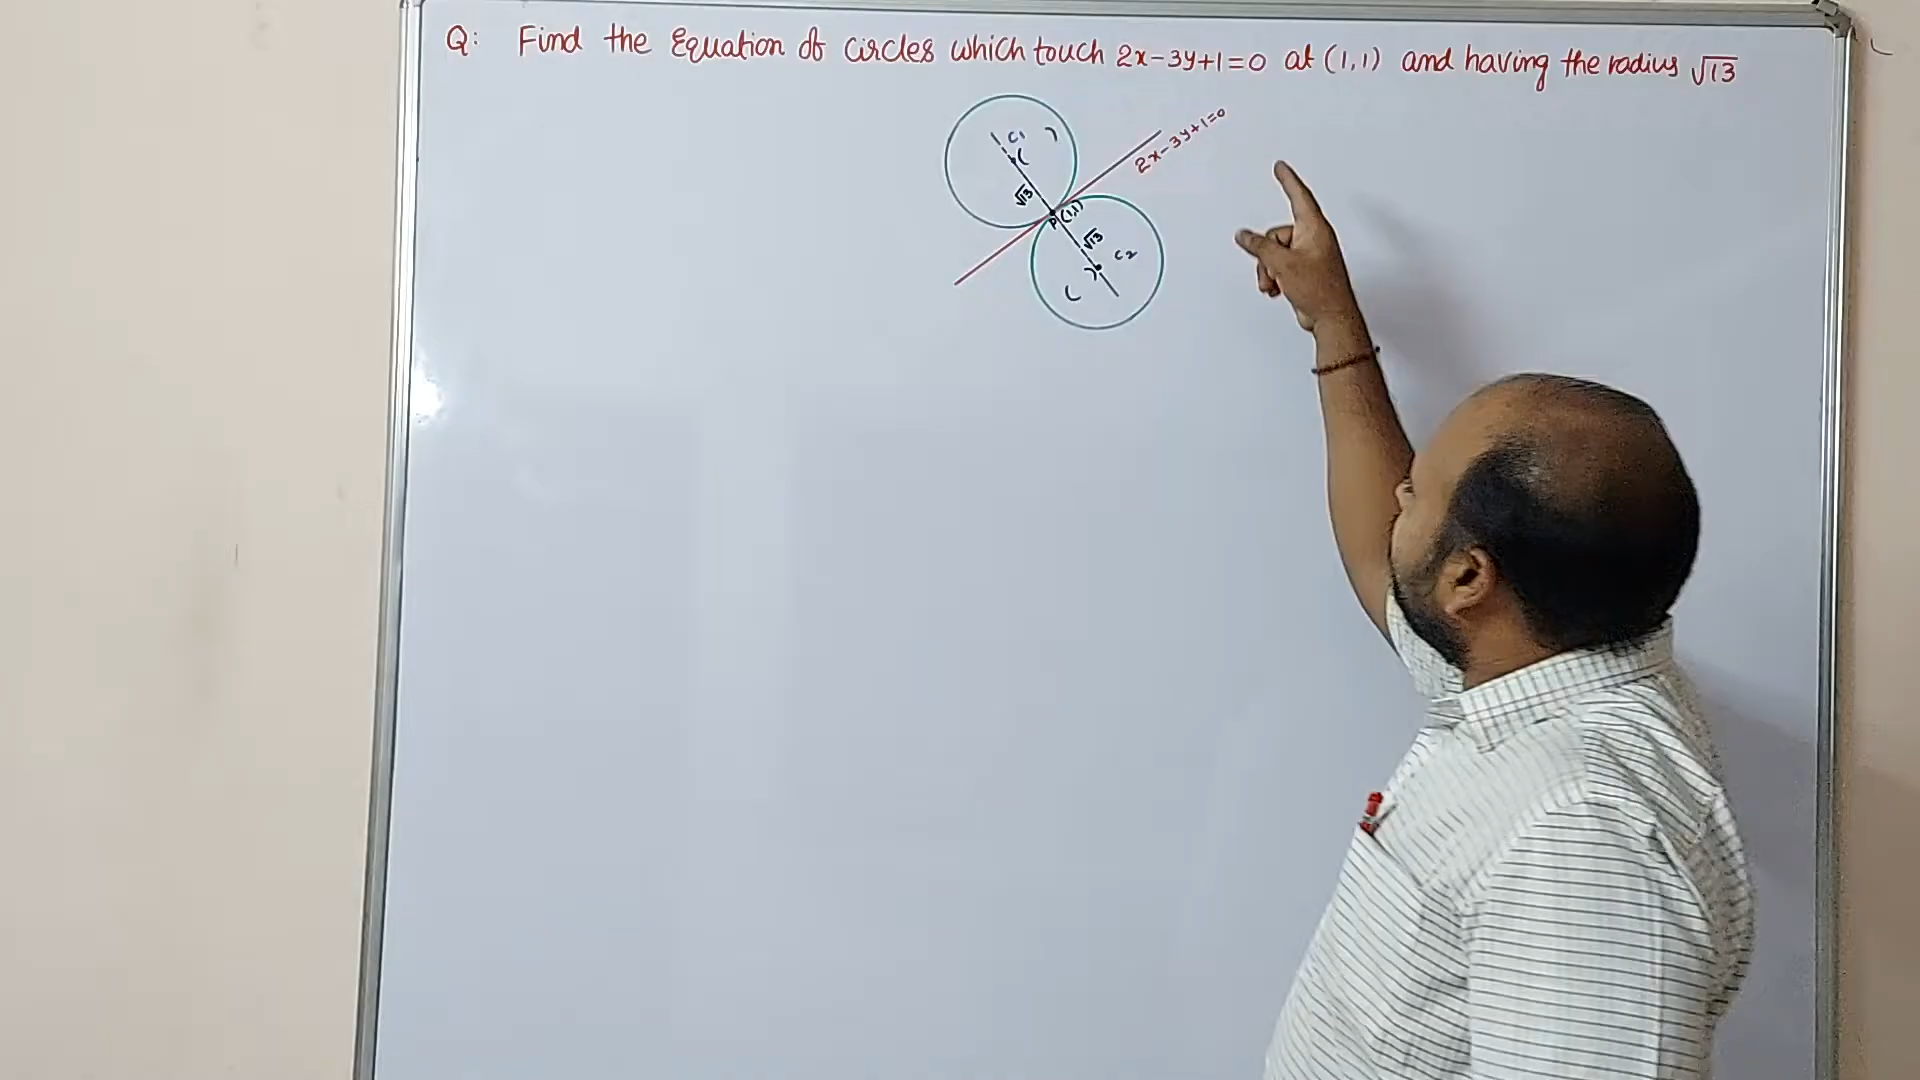 Q: Find the Equation of circles which touch 2x-3y+1=0 at (1,1) and having the radius √13
C1
2x-3y+1=0
√13
P (1,1)
√13
C2